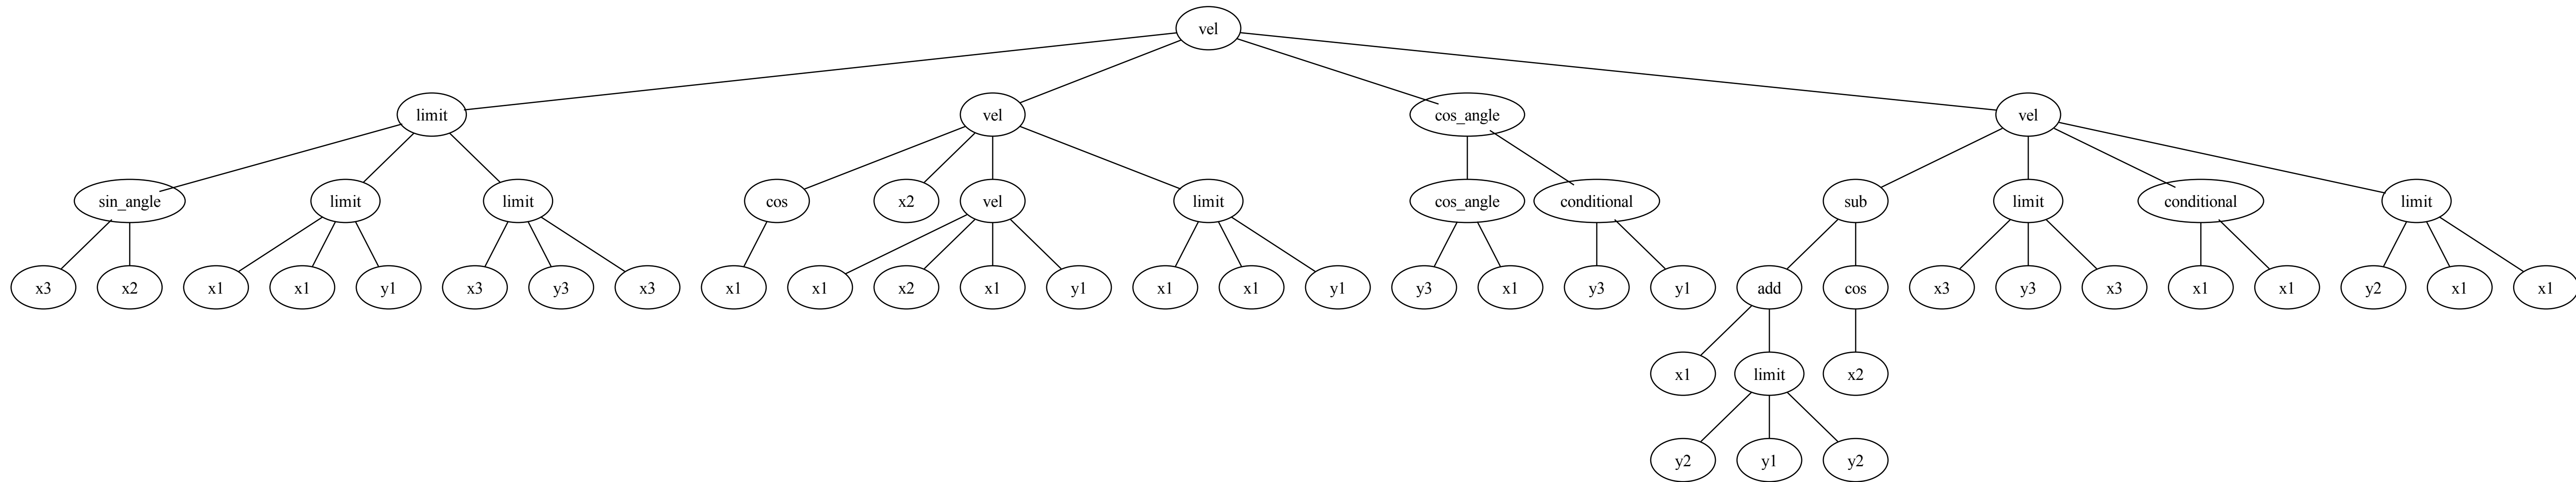 vel
limit vel cos_angle vel
sin_angle limit limit cos x2 vel limit cos_angle conditional sub limit conditional limit
x3 x2 x1 x1 y1 x3 y3 x3 x1 x1 x2 x1 y1 x1 x1 y1 y3 x1 y3 y1 add cos x3 y3 x3 x1 x1 y2 x1 x1
x1 limit x2
y2 y1 y2